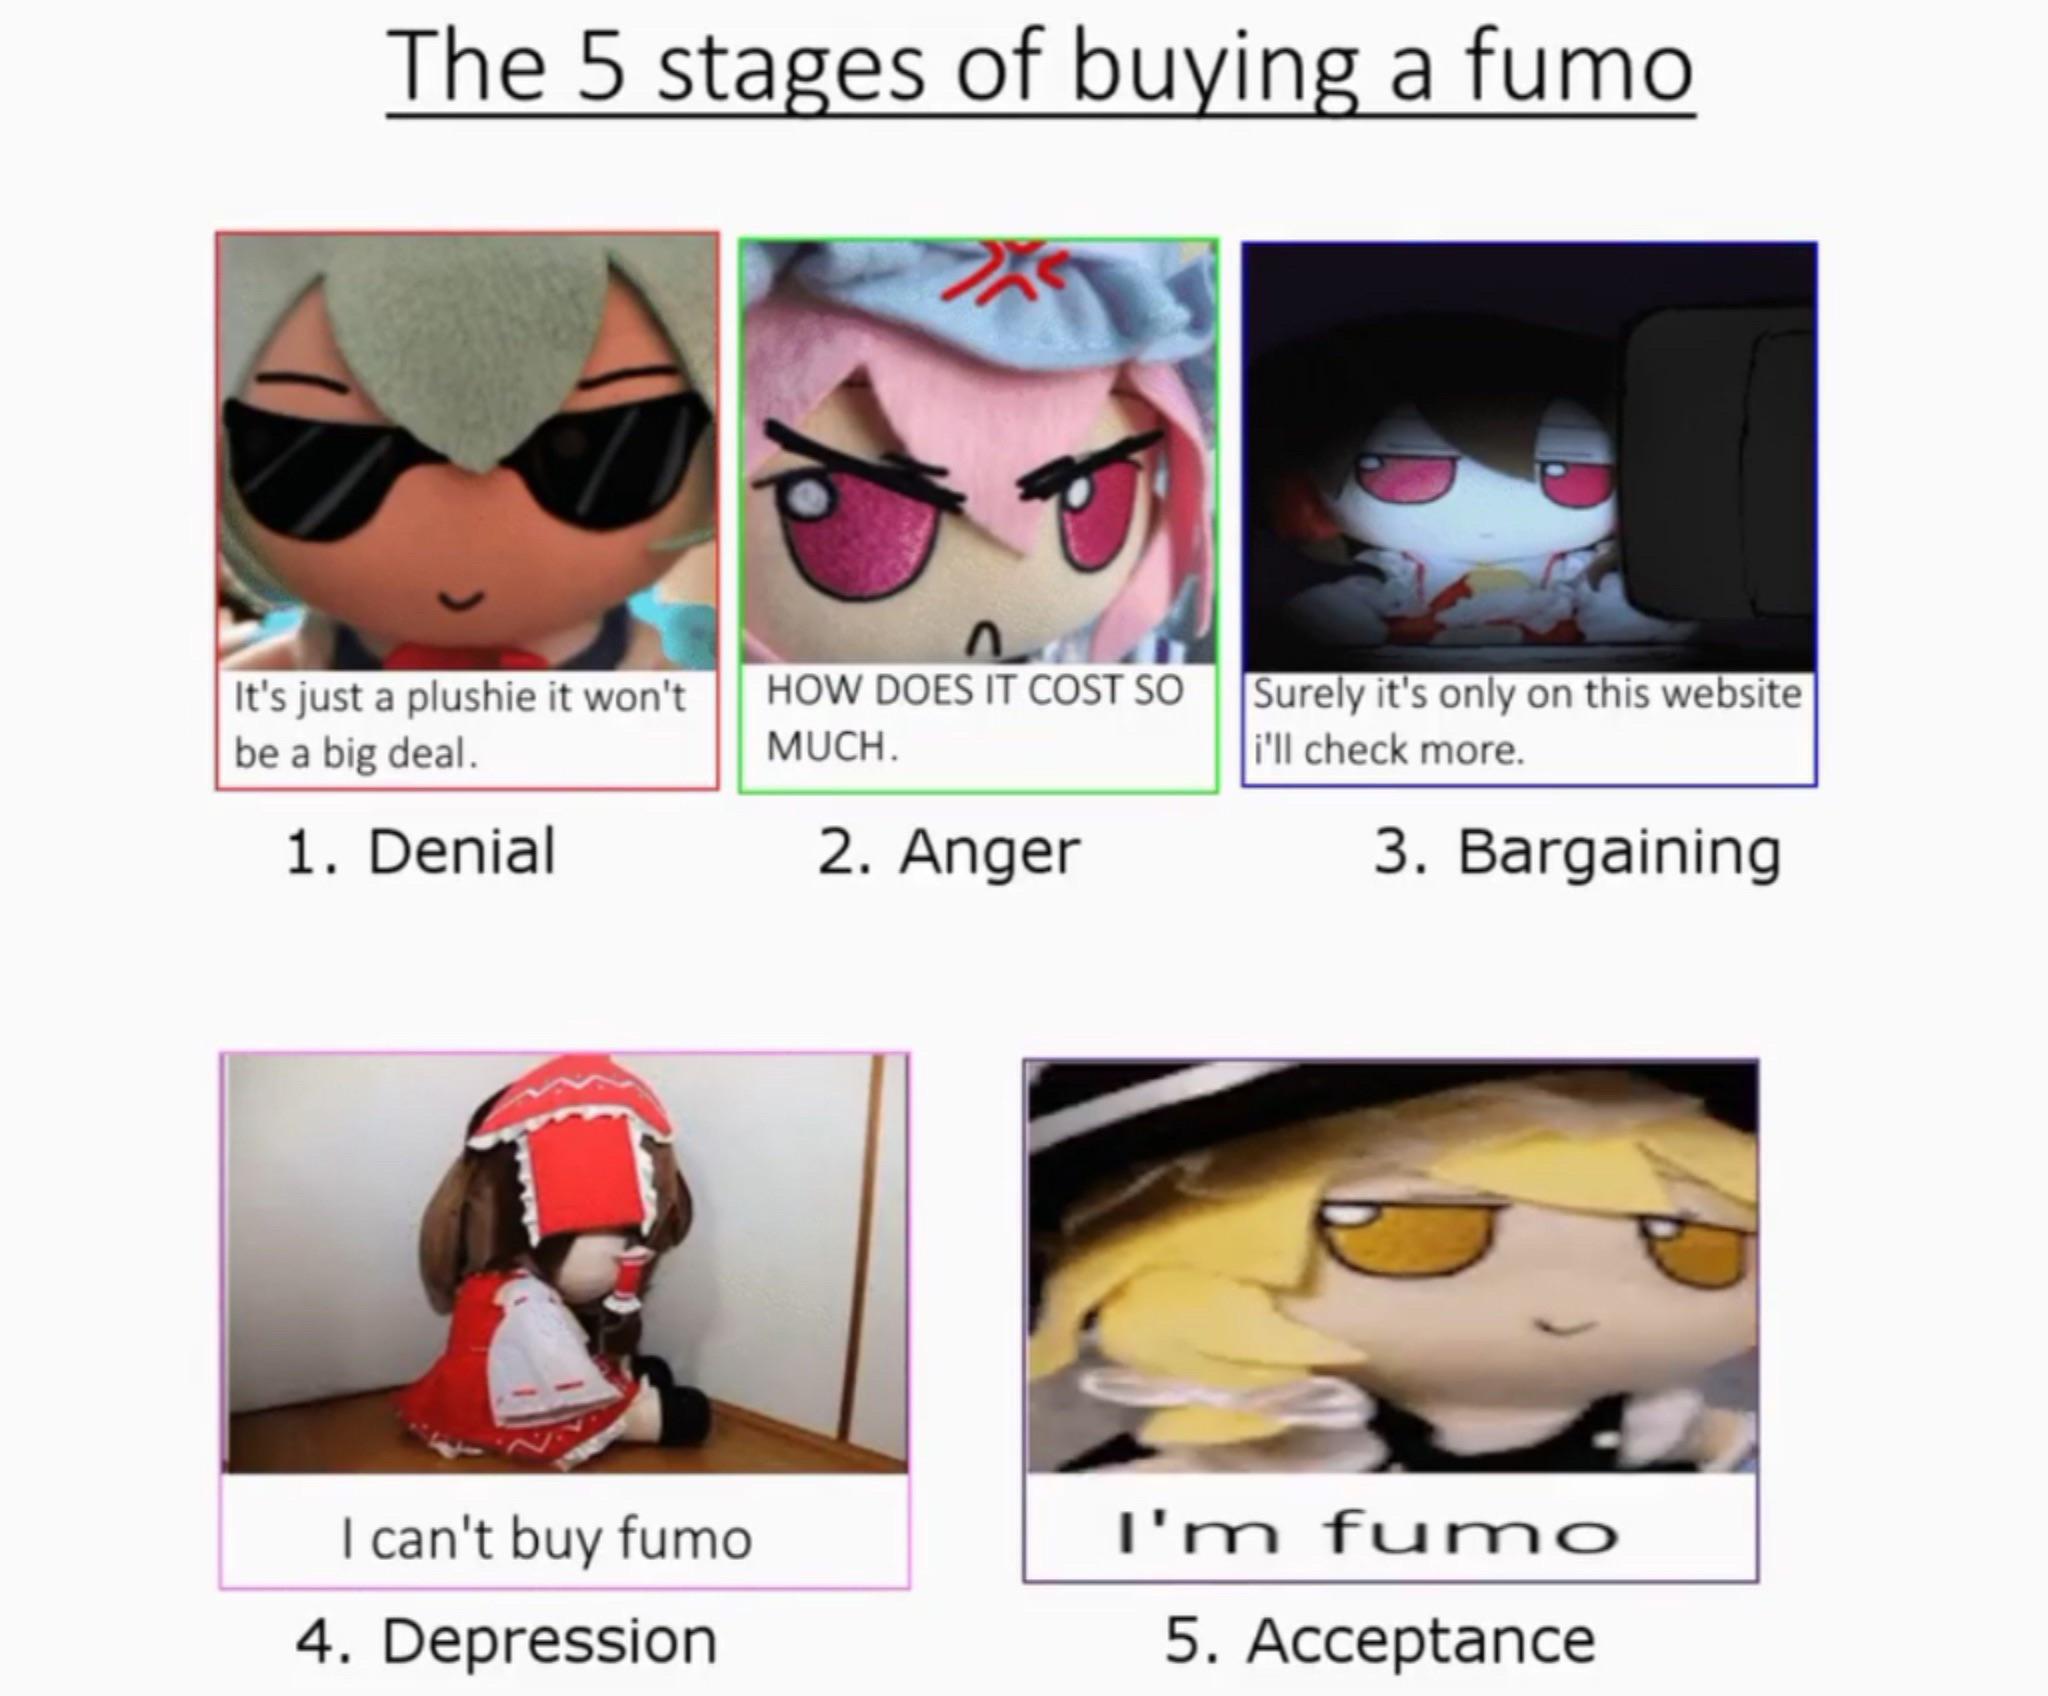 The 5 stages of buying a fumo
It's just a plushie it won't
be a big deal.
1. Denial
HOW DOES IT COST SO
MUCH.
2. Anger
Surely it's only on this website
i'll check more.
3. Bargaining
I can't buy fumo
4. Depression
I'm fumo
5. Acceptance